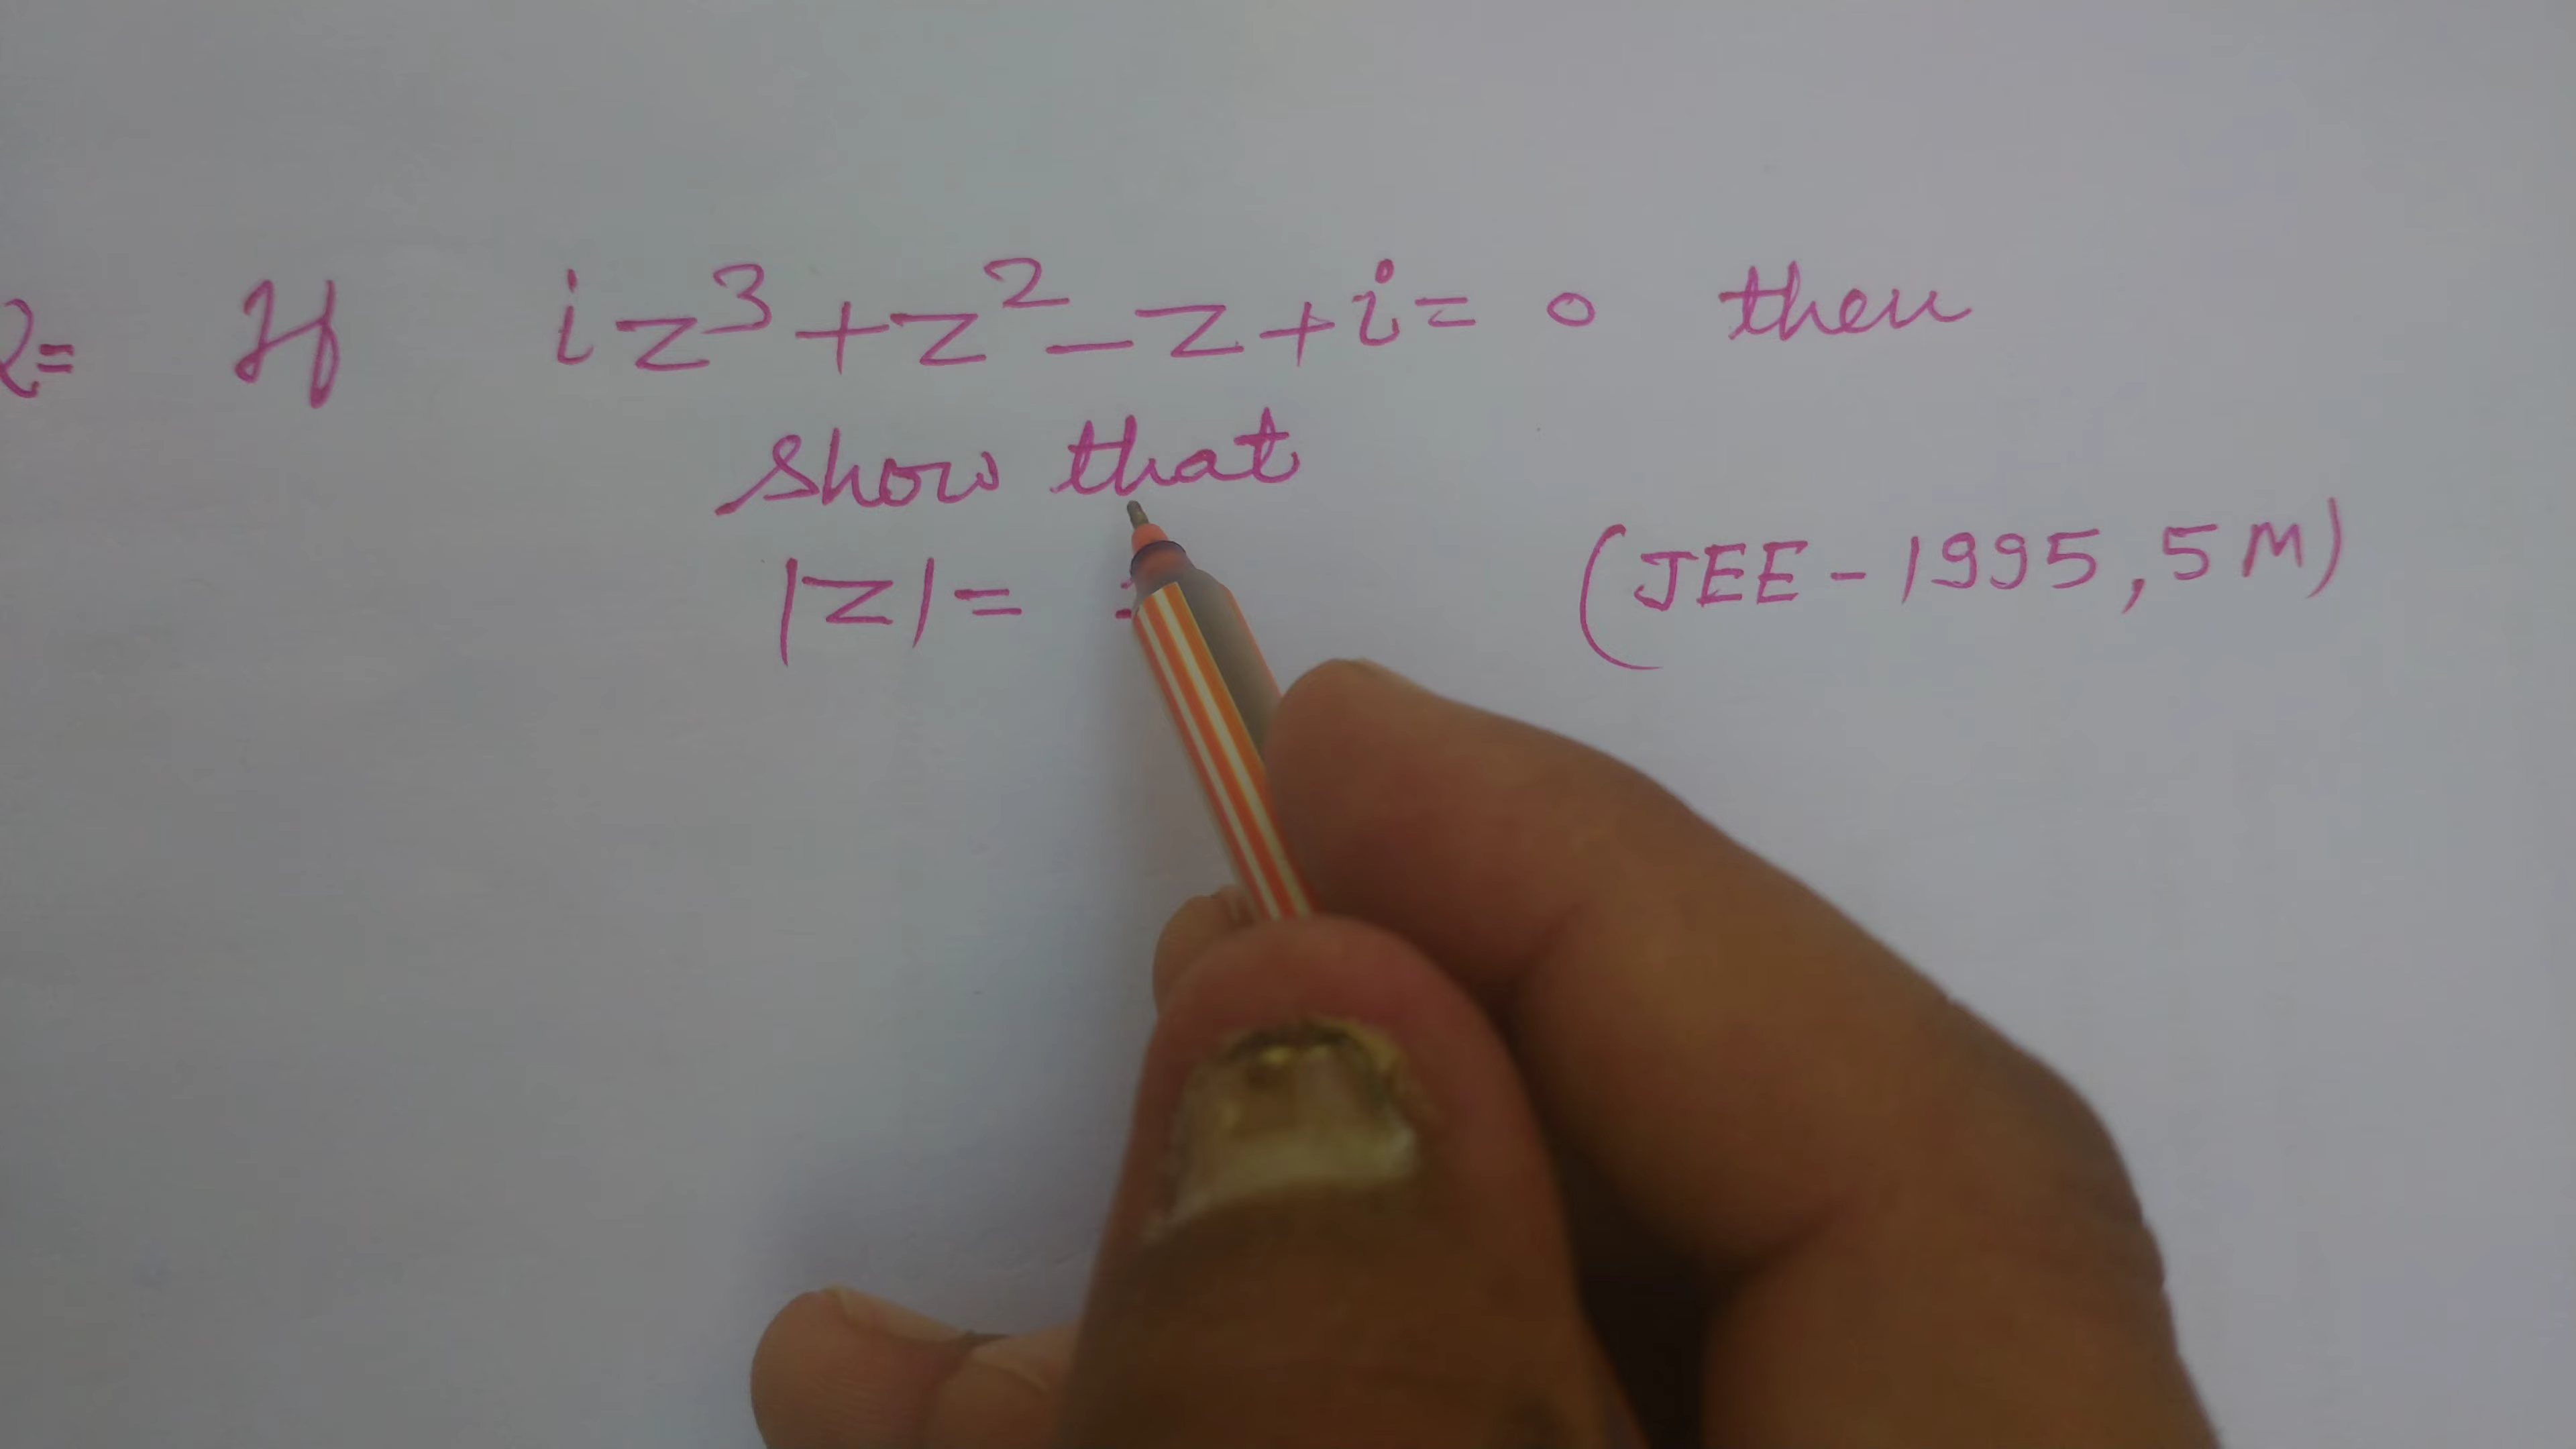 Q= If iz³+z²-z+i= 0 then
show that
|z|=
(JEE-1995,5M)